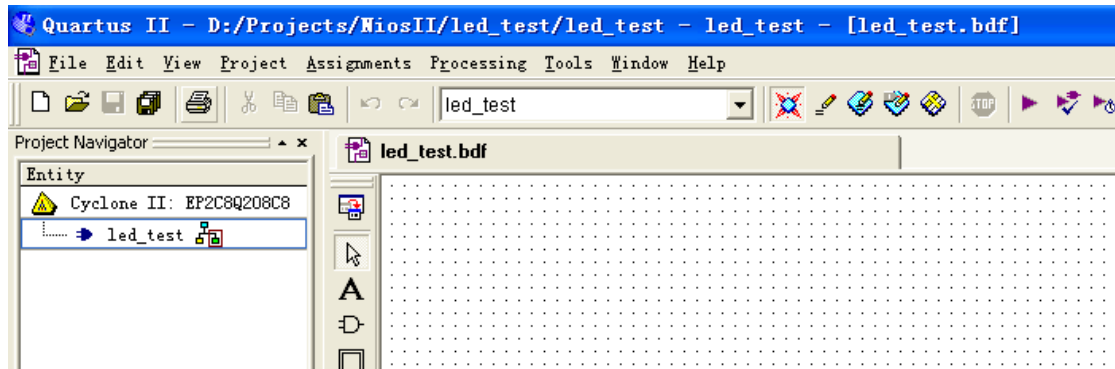 Quartus II - D:/Projects/NiosII/led_test/led_test - led_test - [led_test.bdf]
File Edit View Project Assignments Processing Tools Window Help
led_test
STOP
Project Navigator
led_test.bdf
Entity
Cyclone II: EP2C8Q208C8
led_test
A